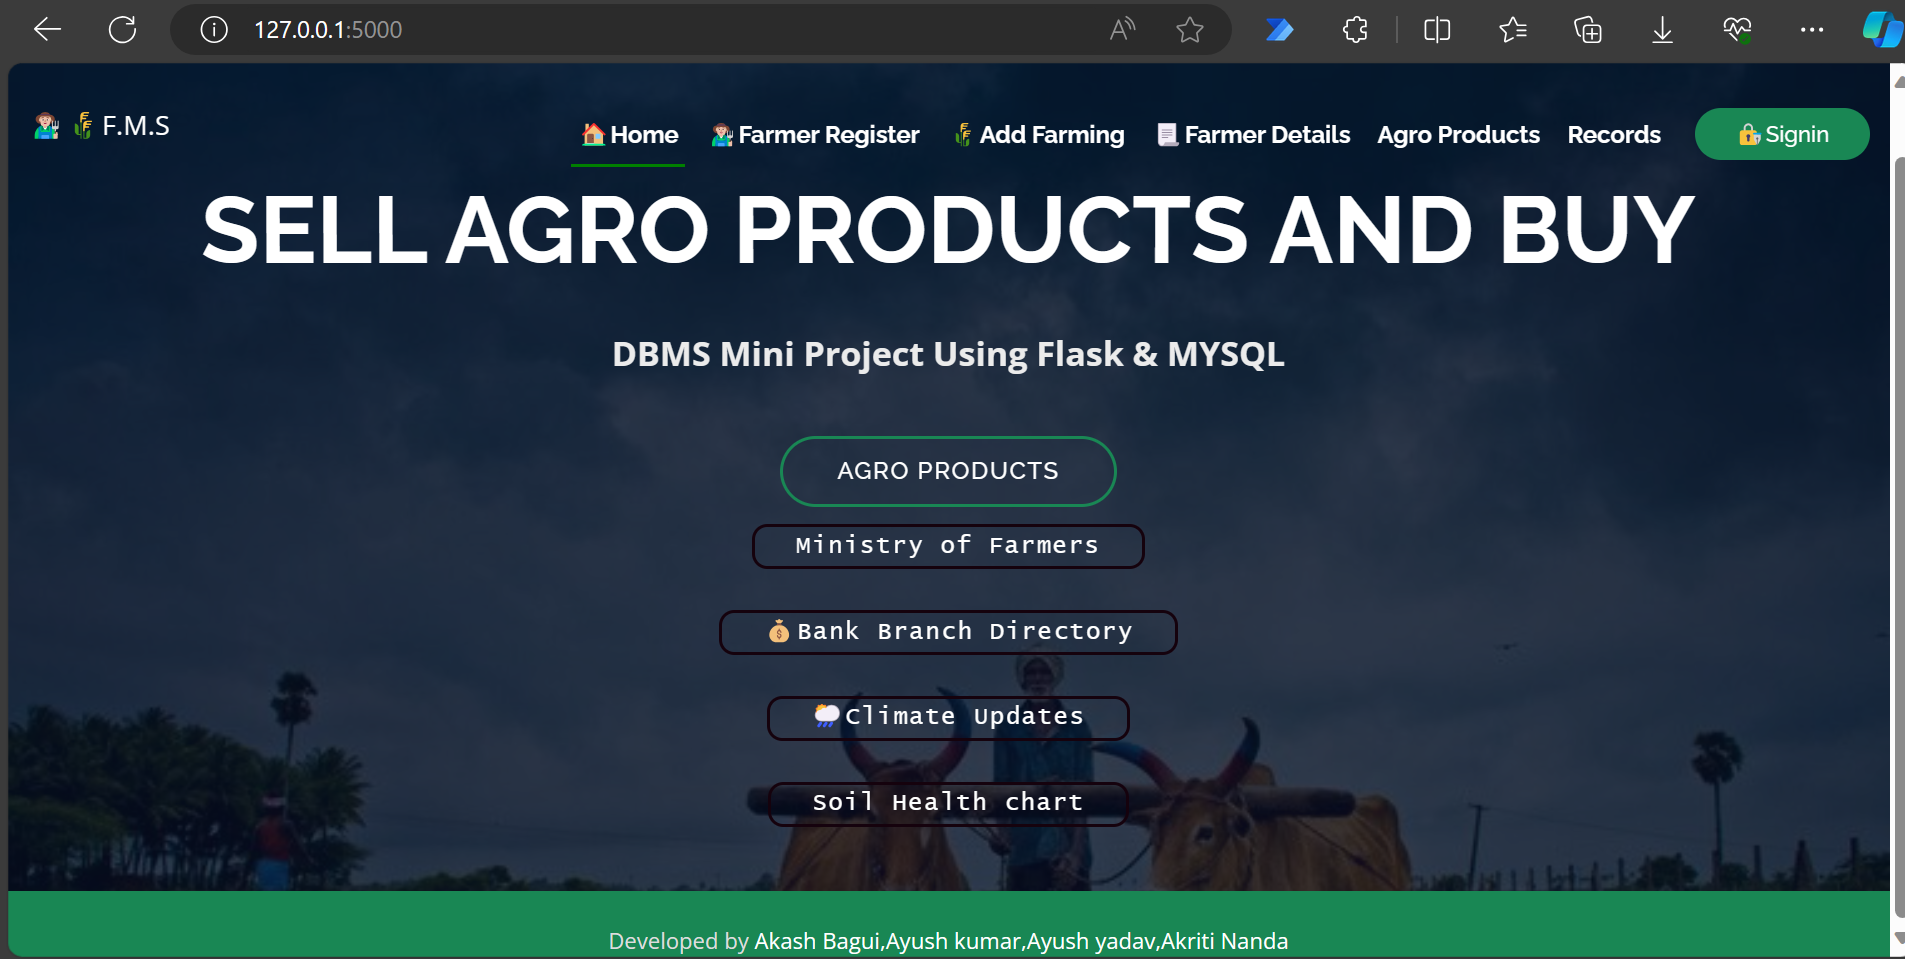 127.0.0.1:5000
F.M.S
Home Farmer Register Add Farming Farmer Details Agro Products Records Signin
SELL AGRO PRODUCTS AND BUY
DBMS Mini Project Using Flask & MYSQL
AGRO PRODUCTS
Ministry of Farmers
Bank Branch Directory
Climate Updates
Soil Health chart
Developed by Akash Bagui,Ayush kumar,Ayush yadav,Akriti Nanda